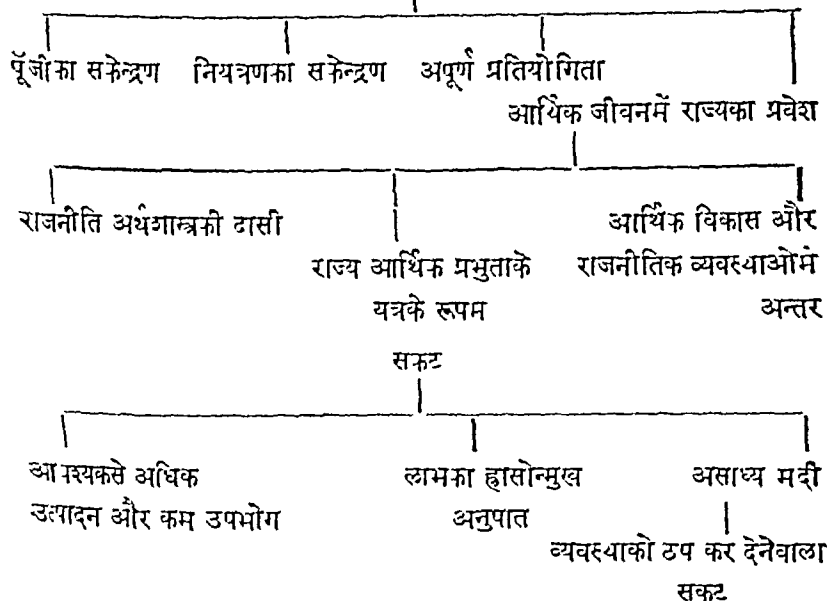 पूँजीका सकेन्द्रण नियत्रणका सकेन्द्रण अपूर्ण प्रतियोगिता
आर्थिक जीवनमें राज्यका प्रवेश
राजनीति अर्थशास्त्रकी दासी
राज्य आर्थिक प्रभुताके
यत्रके रूपम
आर्थिक विकास और
राजनीतिक व्यवस्थाओंमें
अन्तर
सकट
आवश्यकसे अधिक
उत्पादन और कम उपभोग
लाभका ह्रासोन्मुख
अनुपात
असाध्य मदी
व्यवस्थाको ठप कर देनेवाला
सकट